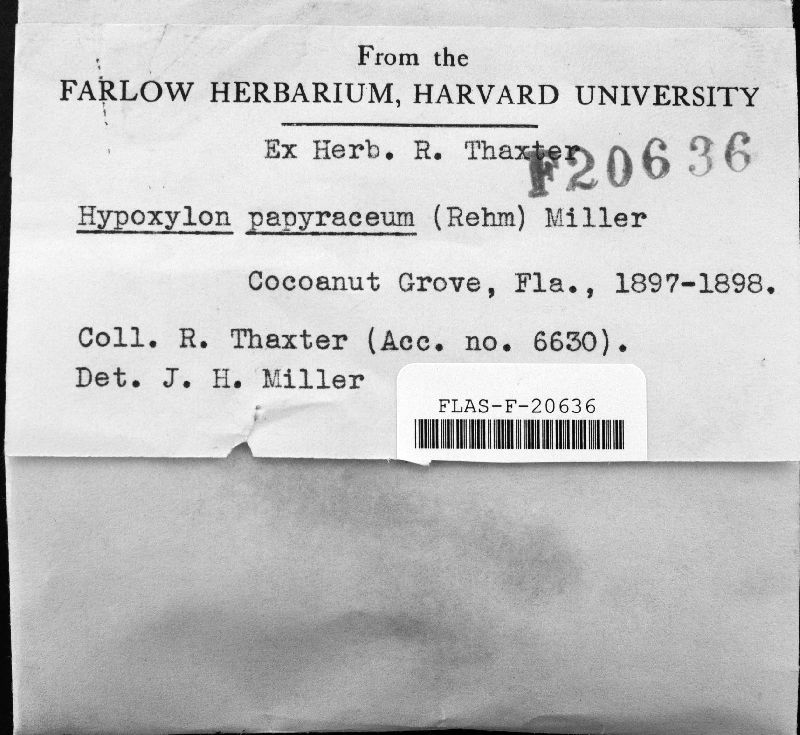 From the
FARLOW HERBARIUM, HARVARD UNIVERSITY
Ex Herb. R. Thaxter
F20636
Hypoxylon papyraceum (Rehm) Miller
Cocoanut Grove, Fla., 1897-1898.
Coll. R. Thaxter (Acc. no. 6630).
Det. J. H. Miller
FLAS-F-20636